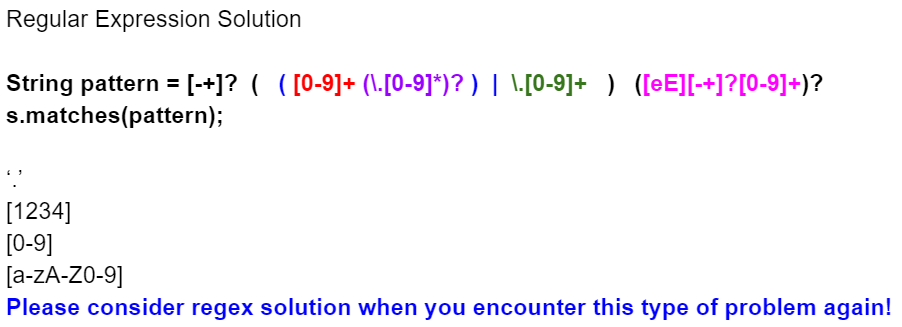 Regular Expression Solution
String pattern = [-+]? ( ( [0-9]+ (\.[0-9]*)? ) | \.[0-9]+ ) ([eE][-+]?[0-9]+)?
s.matches(pattern);
‘.’
[1234]
[0-9]
[a-zA-Z0-9]
Please consider regex solution when you encounter this type of problem again!